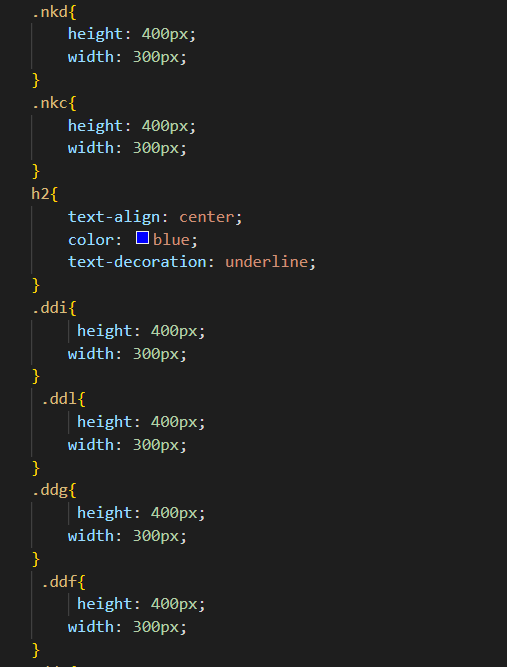 .nkd{
height: 400px;
width: 300px;
}
.nkc{
height: 400px;
width: 300px;
}
h2{
text-align: center;
color: blue;
text-decoration: underline;
}
.ddi{
height: 400px;
width: 300px;
}
.ddl{
height: 400px;
width: 300px;
}
.ddg{
height: 400px;
width: 300px;
}
.ddf{
height: 400px;
width: 300px;
}